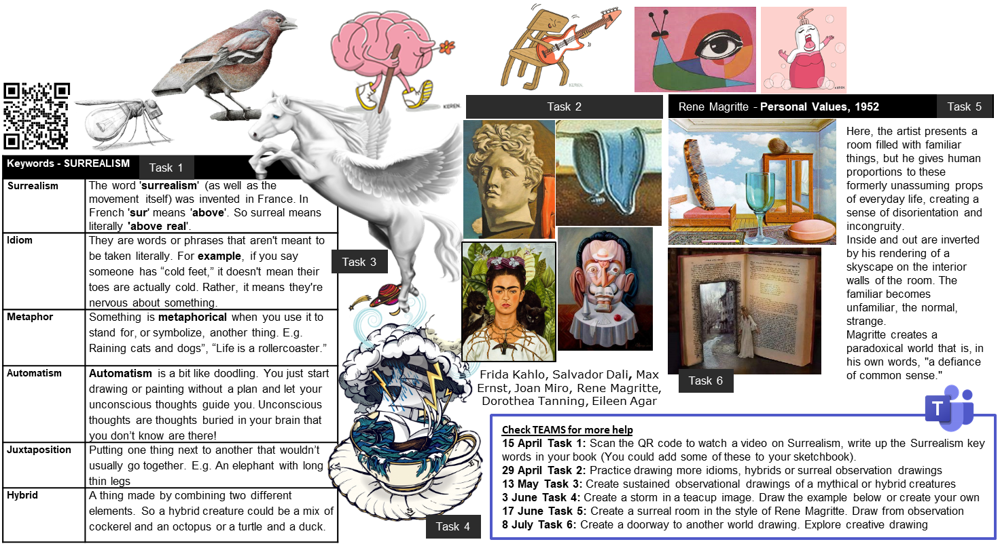 KEREN.
KEREN.
KEREN.
Keywords - SURREALISM
Task 1
Surrealism
The word 'surrealism' (as well as the
movement itself) was invented in France. In
French 'sur' means 'above'. So surreal means
literally 'above real'.
Idiom
They are words or phrases that aren't meant to
be taken literally. For example, if you say
someone has “cold feet,” it doesn't mean their
toes are actually cold. Rather, it means they're
nervous about something.
Metaphor
Something is metaphorical when you use it to
stand for, or symbolize, another thing. E.g.
Raining cats and dogs”, “Life is a rollercoaster.”
Automatism
Automatism is a bit like doodling. You just start
drawing or painting without a plan and let your
unconscious thoughts guide you. Unconscious
thoughts are thoughts buried in your brain that
you don’t know are there!
Juxtaposition
Putting one thing next to another that wouldn’t
usually go together. E.g. An elephant with long
thin legs
Hybrid
A thing made by combining two different
elements. So a hybrid creature could be a mix of
cockerel and an octopus or a turtle and a duck.
Task 3
Task 4
Task 2
Frida Kahlo, Salvador Dali, Max
Ernst, Joan Miro, Rene Magritte,
Dorothea Tanning, Eileen Agar
Rene Magritte - Personal Values, 1952
Task 5
Here, the artist presents a
room filled with familiar
things, but he gives human
proportions to these
formerly unassuming props
of everyday life, creating a
sense of disorientation and
incongruity.
Inside and out are inverted
by his rendering of a
skyscape on the interior
walls of the room. The
familiar becomes
unfamiliar, the normal,
strange.
Magritte creates a
paradoxical world that is, in
his own words, "a defiance
of common sense."
Task 6
T
Check TEAMS for more help
15 April Task 1: Scan the QR code to watch a video on Surrealism, write up the Surrealism key
words in your book (You could add some of these to your sketchbook).
29 April Task 2: Practice drawing more idioms, hybrids or surreal observation drawings
13 May Task 3: Create sustained observational drawings of a mythical or hybrid creatures
3 June Task 4: Create a storm in a teacup image. Draw the example below or create your own
17 June Task 5: Create a surreal room in the style of Rene Magritte. Draw from observation
8 July Task 6: Create a doorway to another world drawing. Explore creative drawing